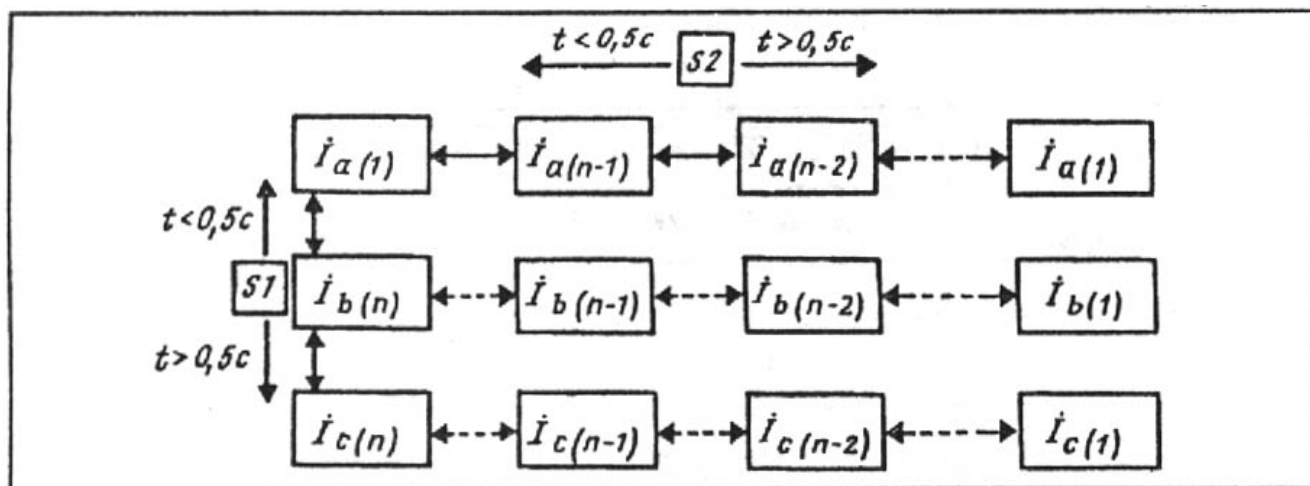 t<0,5c S2 t>0,5c
İa(1) İa(n-1) İa(n-2) İa(1)
t<0,5c
S1 İb(n) İb(n-1) İb(n-2) İb(1)
t>0,5c
İc(n) İc(n-1) İc(n-2) İc(1)